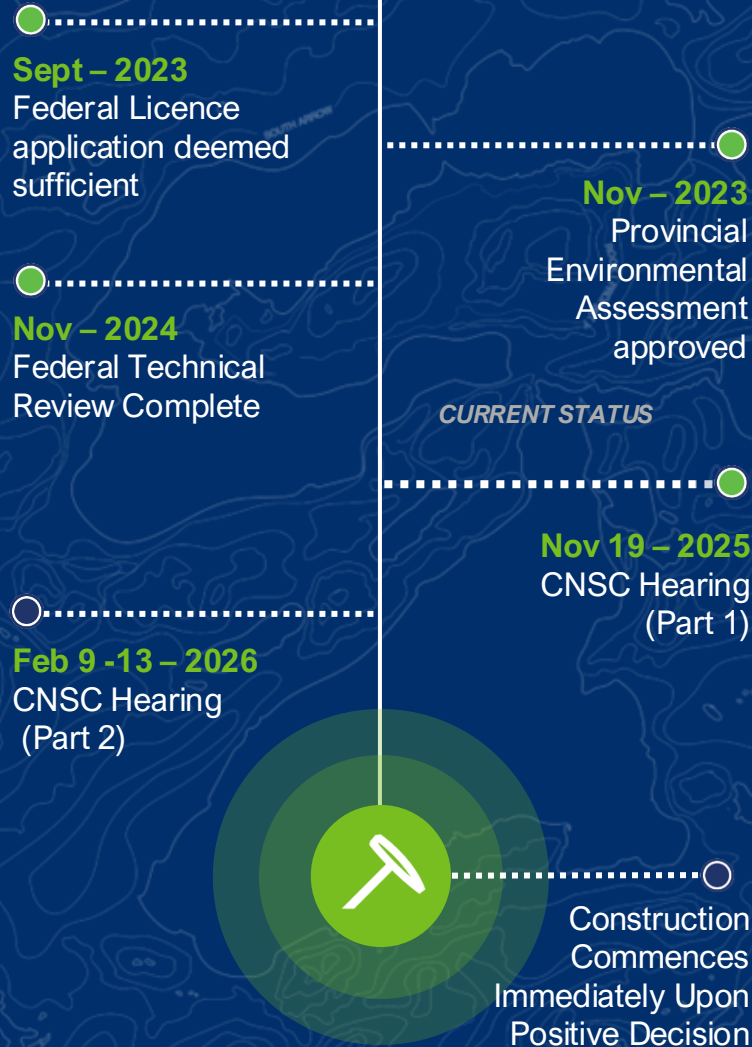 Sept – 2023
Federal Licence
application deemed
sufficient
SOUTH ARROW
Nov – 2023
Provincial
Environmental
Assessment
approved
Nov – 2024
Federal Technical
Review Complete
CURRENT STATUS
Nov 19 – 2025
CNSC Hearing
(Part 1)
Feb 9 -13 – 2026
CNSC Hearing
(Part 2)
Construction
Commences
Immediately Upon
Positive Decision